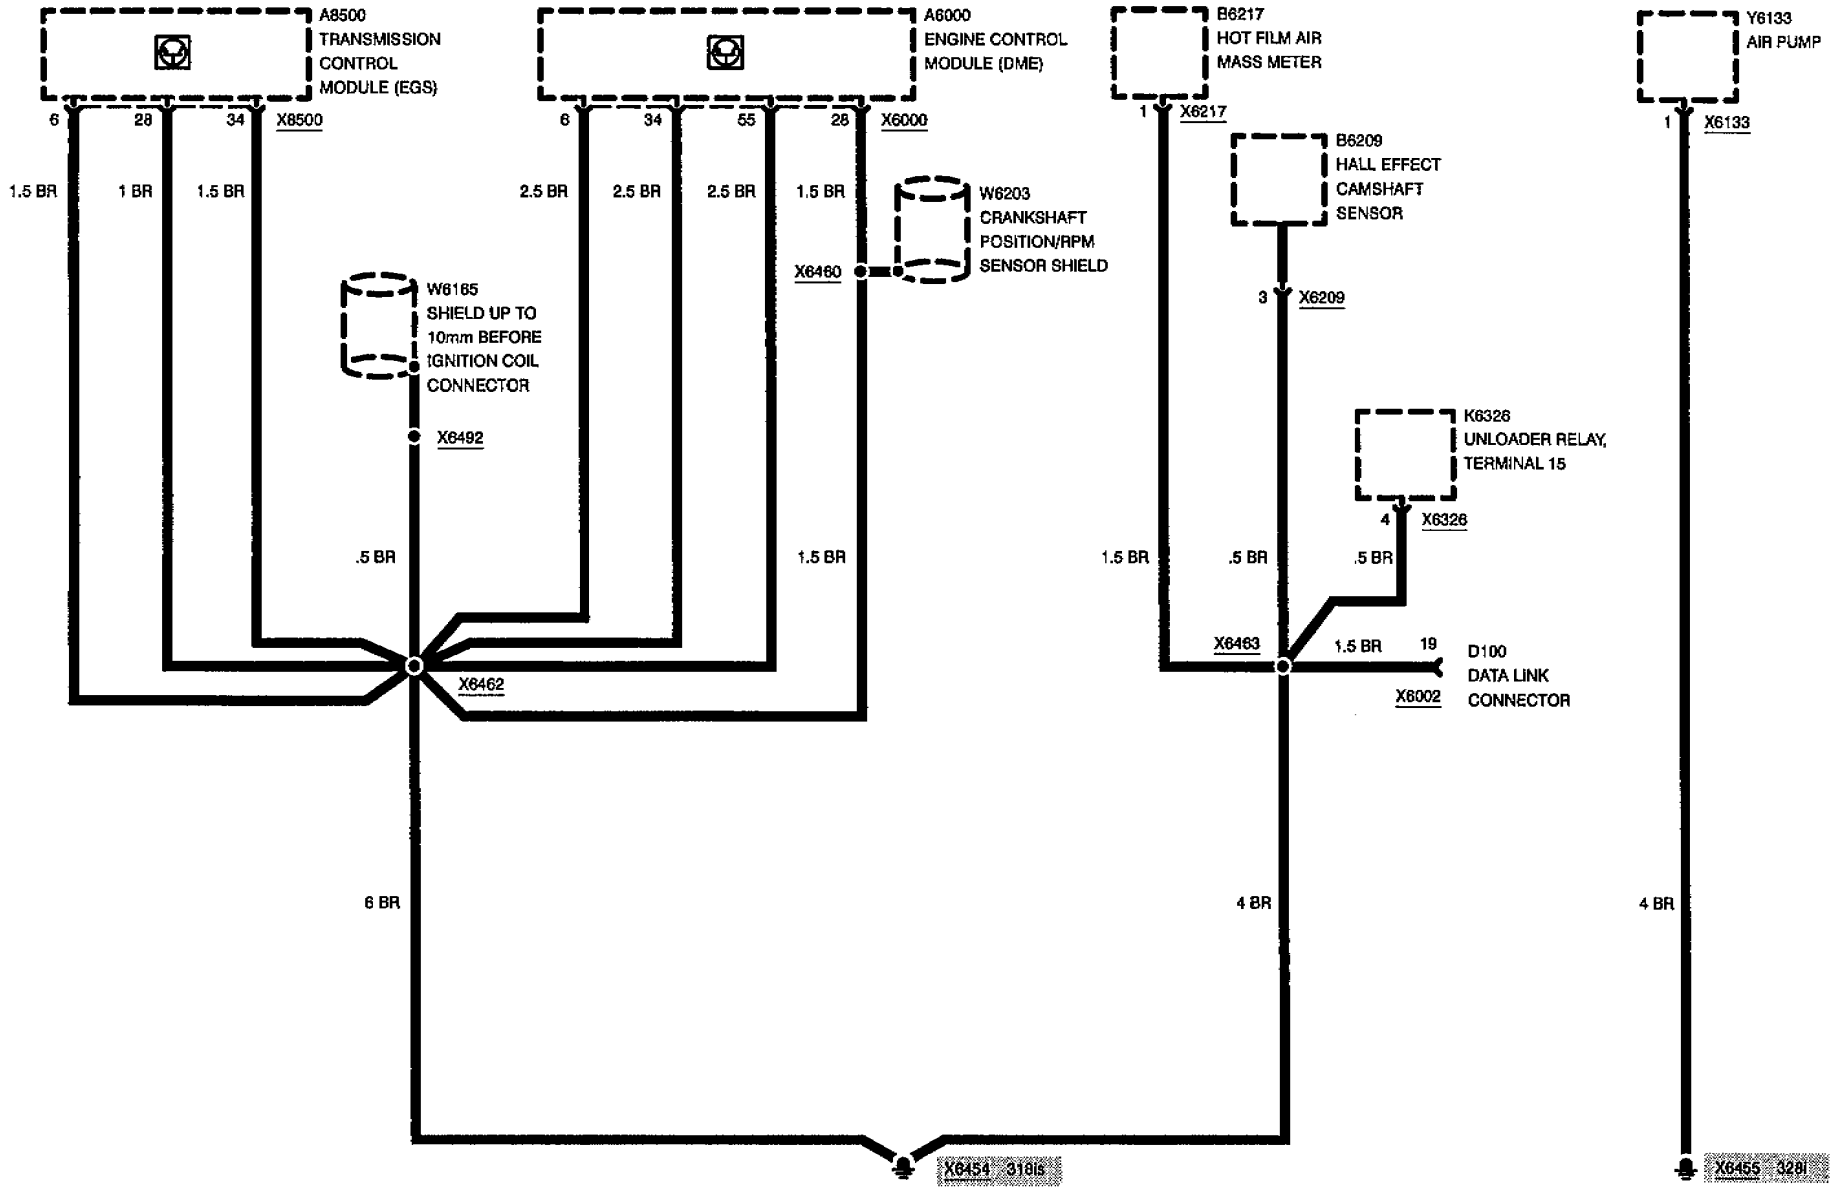 A8500
TRANSMISSION
CONTROL
MODULE (EGS)
6 28 34 X8500
1.5 BR 1 BR 1.5 BR
A6000
ENGINE CONTROL
MODULE (DME)
6 34 55 28 X6000
2.5 BR 2.5 BR 2.5 BR 1.5 BR
W6203
CRANKSHAFT
POSITION/RPM
SENSOR SHIELD
X6460
W6165
SHIELD UP TO
10mm BEFORE
IGNITION COIL
CONNECTOR
X6492
.5 BR
1.5 BR
X6462
6 BR
B6217
HOT FILM AIR
MASS METER
1 X6217
B6209
HALL EFFECT
CAMSHAFT
SENSOR
3 X6209
K6326
UNLOADER RELAY,
TERMINAL 15
4 X6326
1.5 BR .5 BR .5 BR
X6463
1.5 BR 19
D100
DATA LINK
CONNECTOR
X6002
4 BR
Y6133
AIR PUMP
1 X6133
4 BR
X6454 318is
X6455 328i